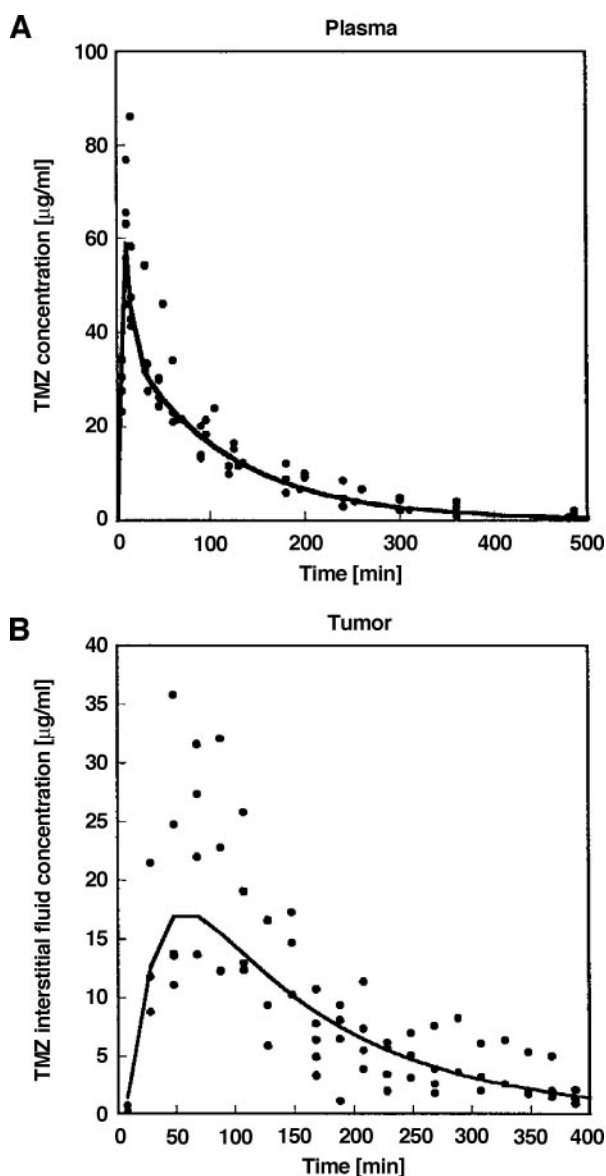 A
Plasma
100
80
60
40
20
0
TMZ concentration [µg/ml]
0 100 200 300 400 500
Time [min]
B
Tumor
40
35
30
25
20
15
10
5
0
TMZ interstitial fluid concentration [µg/ml]
0 50 100 150 200 250 300 350 400
Time [min]